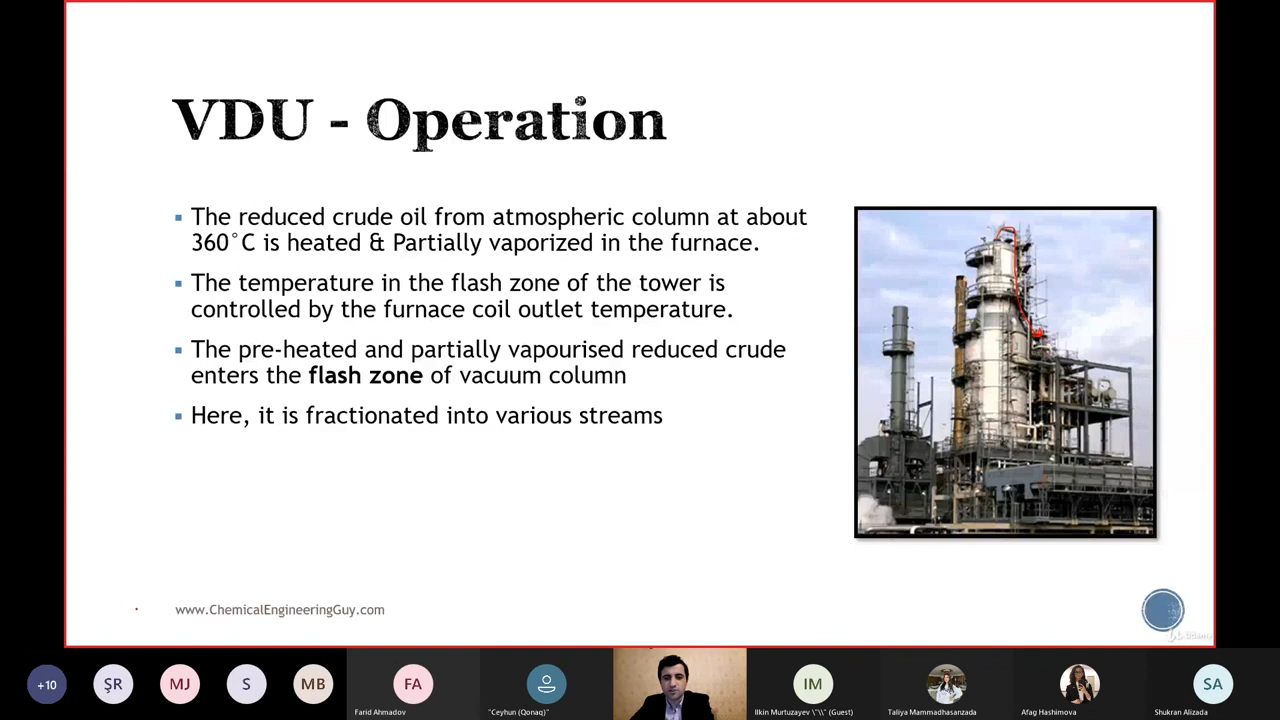 VDU - Operation
The reduced crude oil from atmospheric column at about
360°C is heated & Partially vaporized in the furnace.
The temperature in the flash zone of the tower is
controlled by the furnace coil outlet temperature.
The pre-heated and partially vapourised reduced crude
enters the flash zone of vacuum column
Here, it is fractionated into various streams
www.ChemicalEngineeringGuy.com
Udemy
+10
ŞR
MJ
S
MB
FA
IM
SA
Farid Ahmadov
"Ceyhun (Qonaq)"
Ilkin Murtuzayev \"\\" (Guest)
Taliya Mammadhasanzada
Afag Hashimova
Shukran Alizada